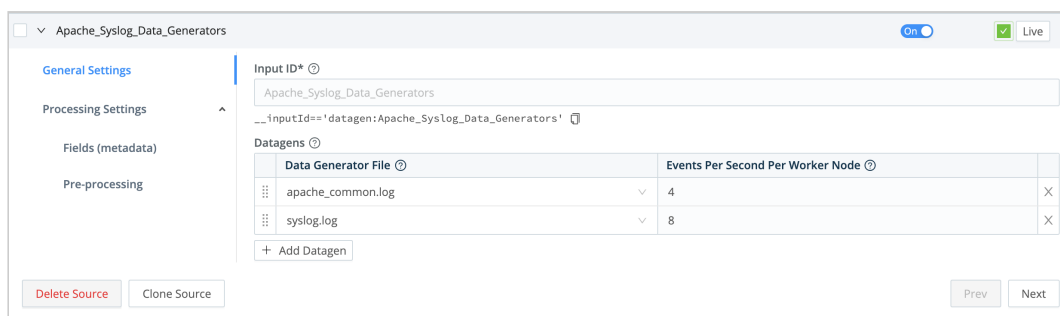 Apache_Syslog_Data_Generators
On
Live
General Settings
Processing Settings
Fields (metadata)
Pre-processing
Input ID*
Apache_Syslog_Data_Generators
__inputId=='datagen:Apache_Syslog_Data_Generators'
Datagens
Data Generator File Events Per Second Per Worker Node
apache_common.log 4 X
syslog.log 8 X
+ Add Datagen
Delete Source Clone Source Prev Next